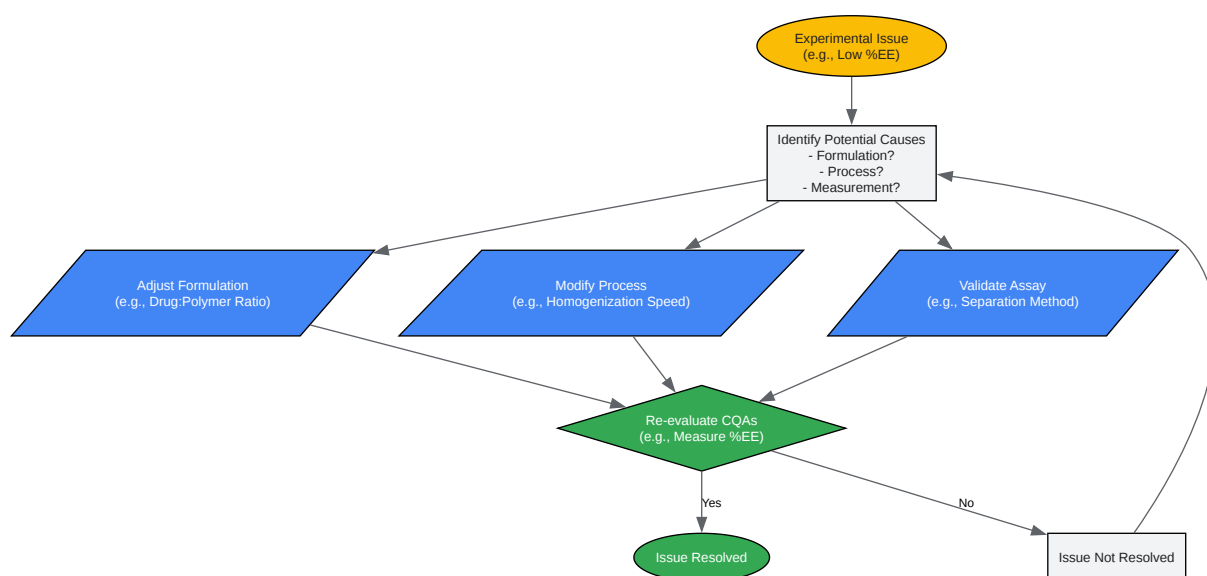 Experimental Issue
(e.g., Low %EE)
Identify Potential Causes
- Formulation?
- Process?
- Measurement?
Adjust Formulation
(e.g., Drug:Polymer Ratio)
Modify Process
(e.g., Homogenization Speed)
Validate Assay
(e.g., Separation Method)
Re-evaluate CQAs
(e.g., Measure %EE)
Yes
No
Issue Resolved
Issue Not Resolved